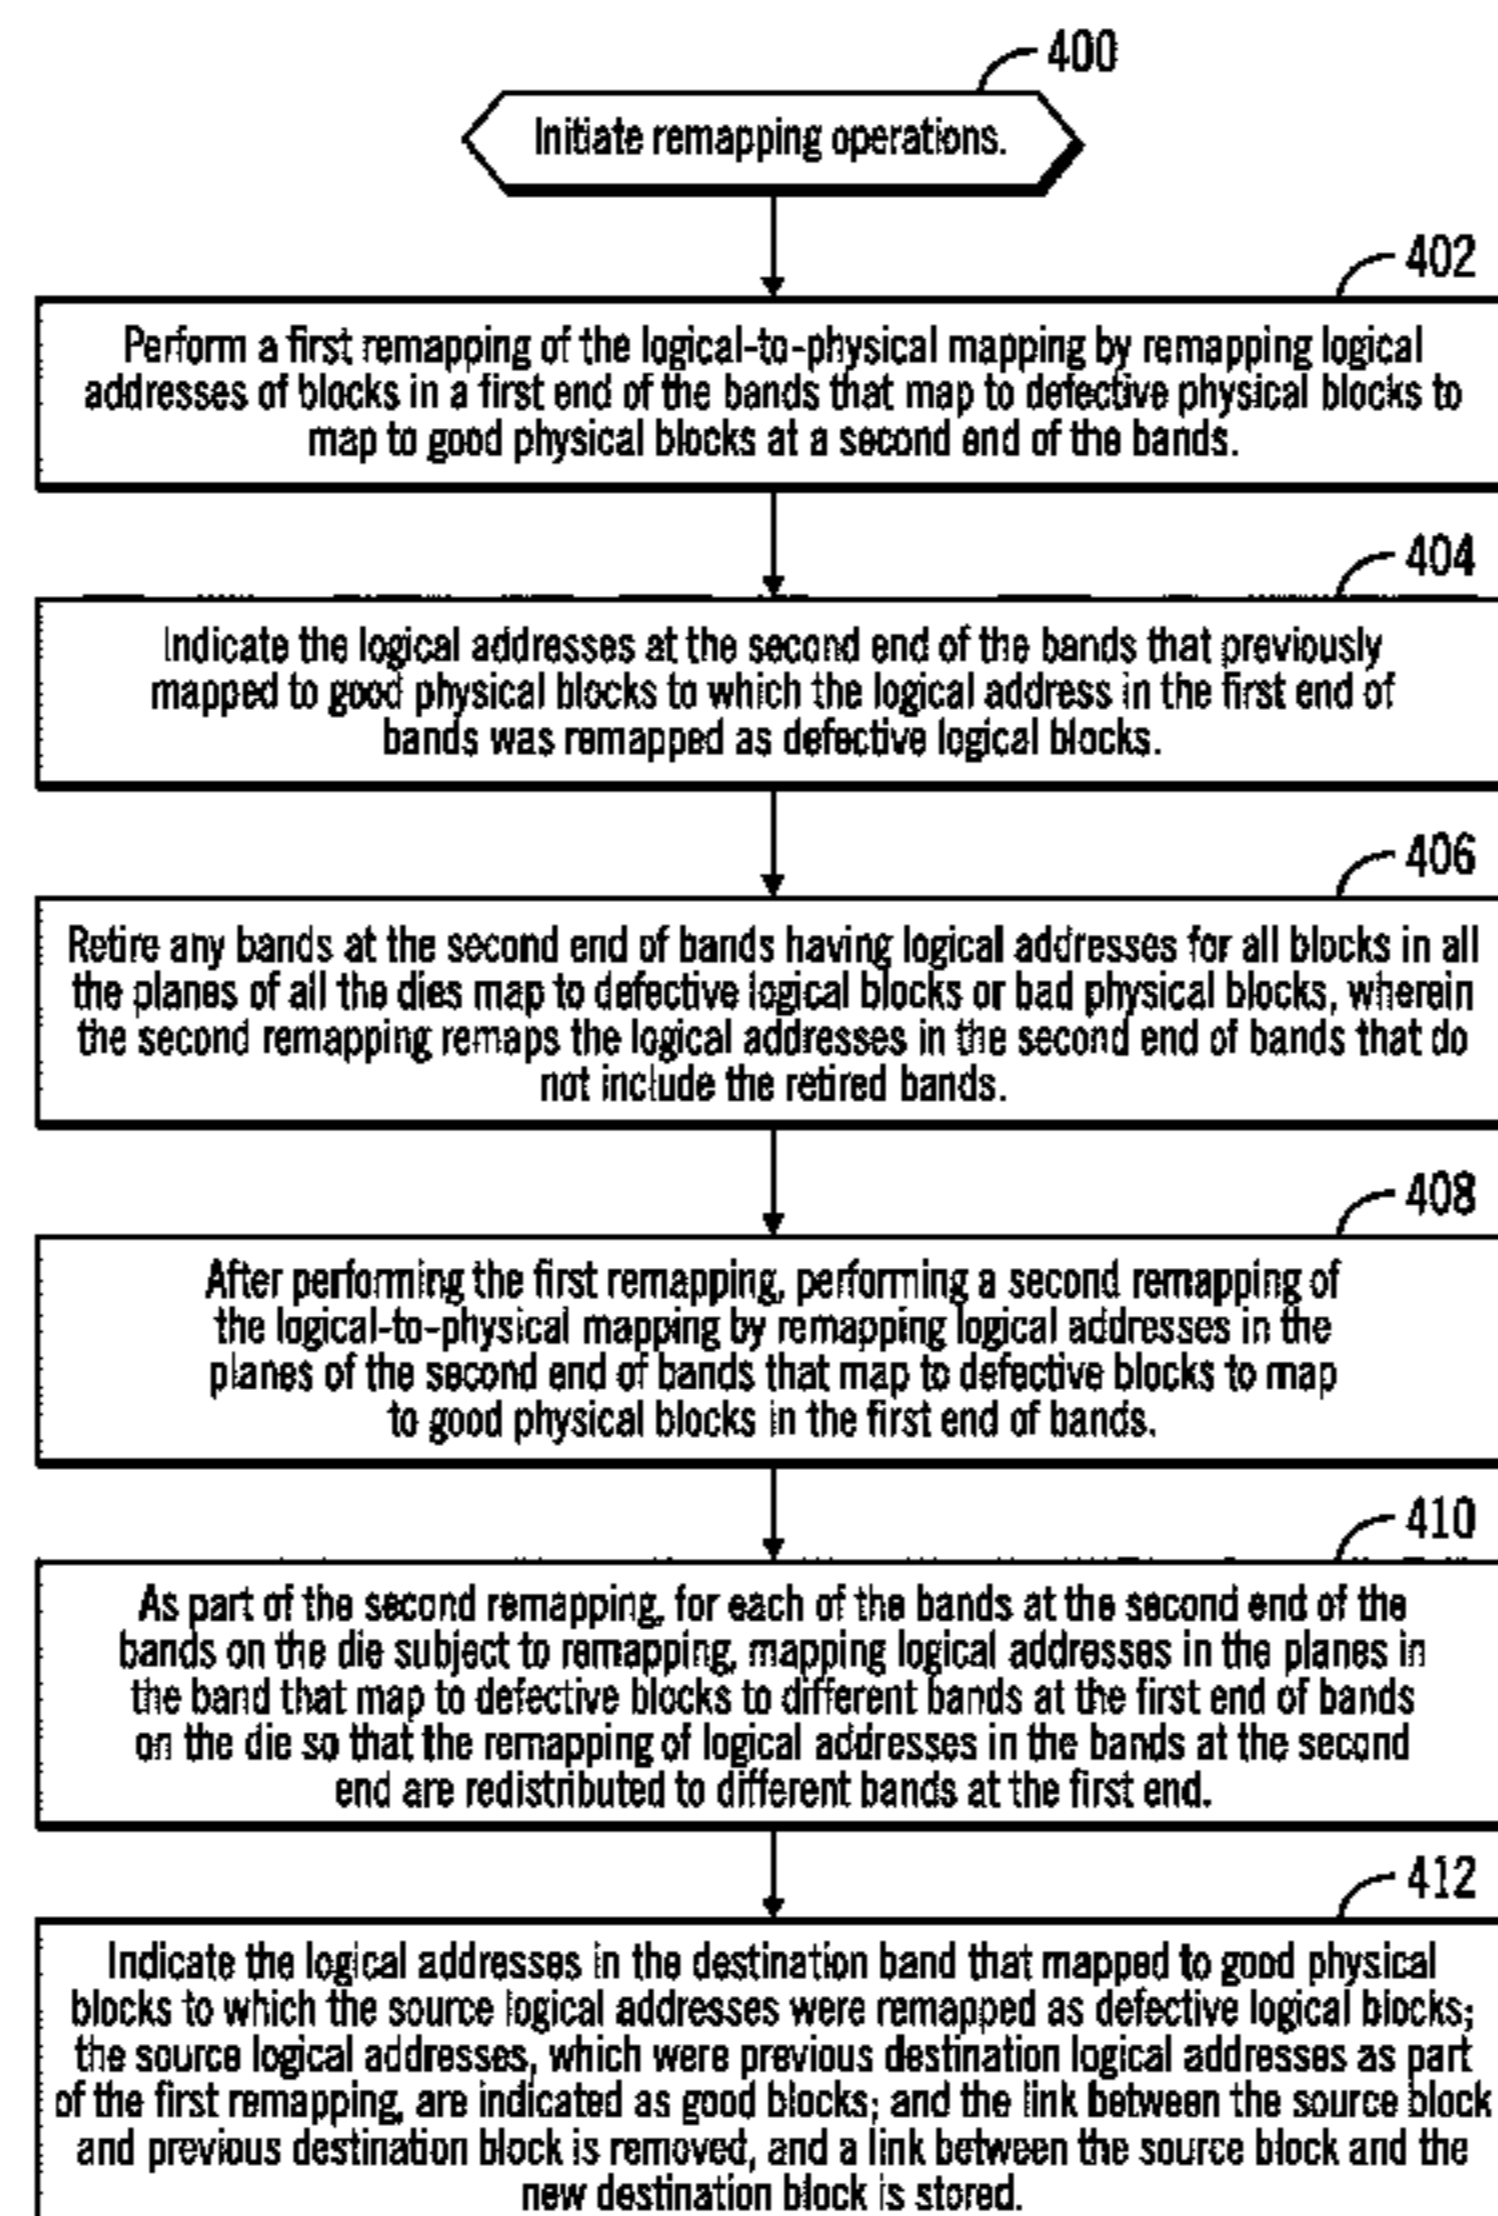 400
Initiate remapping operations.
402
Perform a first remapping of the logical-to-physical mapping by remapping logical
addresses of blocks in a first end of the bands that map to defective physical blocks to
map to good physical blocks at a second end of the bands.
404
Indicate the logical addresses at the second end of the bands that previously
mapped to good physical blocks to which the logical address in the first end of
bands was remapped as defective logical blocks.
406
Retire any bands at the second end of bands having logical addresses for all blocks in all
the planes of all the dies map to defective logical blocks or bad physical blocks, wherein
the second remapping remaps the logical addresses in the second end of bands that do
not include the retired bands.
408
After performing the first remapping, performing a second remapping of
the logical-to-physical mapping by remapping logical addresses in the
planes of the second end of bands that map to defective blocks to map
to good physical blocks in the first end of bands.
410
As part of the second remapping, for each of the bands at the second end of the
bands on the die subject to remapping, mapping logical addresses in the planes in
the band that map to defective blocks to different bands at the first end of bands
on the die so that the remapping of logical addresses in the bands at the second
end are redistributed to different bands at the first end.
412
Indicate the logical addresses in the destination band that mapped to good physical
blocks to which the source logical addresses were remapped as defective logical blocks;
the source logical addresses, which were previous destination logical addresses as part
of the first remapping, are indicated as good blocks; and the link between the source block
and previous destination block is removed, and a link between the source block and the
new destination block is stored.